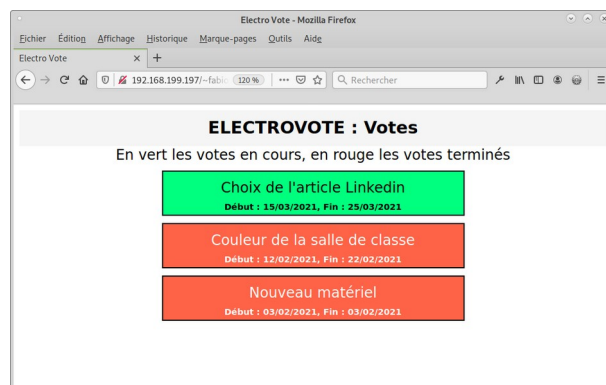 Electro Vote - Mozilla Firefox
Fichier Édition Affichage Historique Marque-pages Outils Aide
Electro Vote × +
192.168.199.197/~fabio 120 % Rechercher
ELECTROVOTE : Votes
En vert les votes en cours, en rouge les votes terminés
Choix de l'article Linkedin
Début : 15/03/2021, Fin : 25/03/2021
Couleur de la salle de classe
Début : 12/02/2021, Fin : 22/02/2021
Nouveau matériel
Début : 03/02/2021, Fin : 03/02/2021